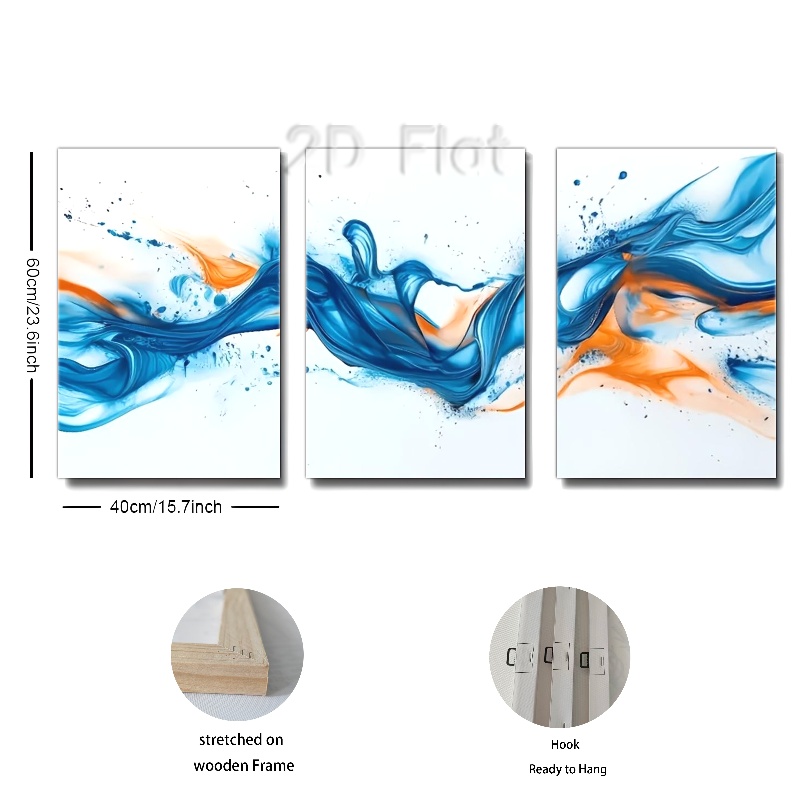 2D Flat
60cm/23.6inch
40cm/15.7inch
stretched on
wooden Frame
Hook
Ready to Hang